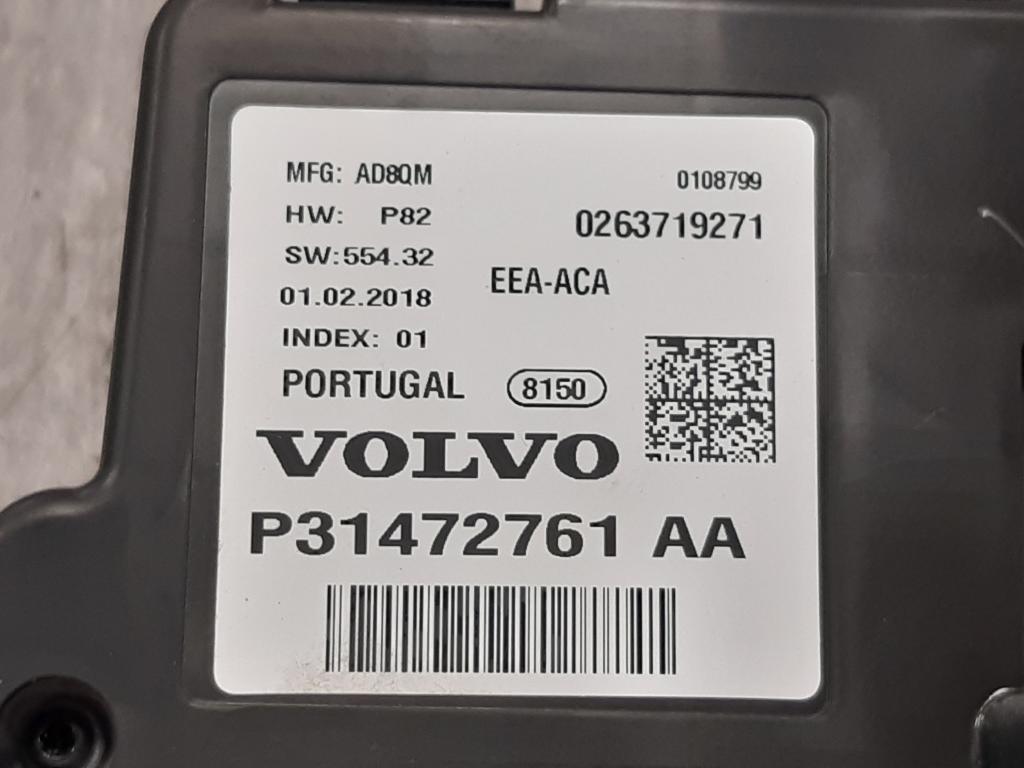 MFG: AD8QM
0108799
HW: P82
0263719271
SW:554.32
EEA-ACA
01.02.2018
INDEX: 01
PORTUGAL
8150
VOLVO
P31472761 AA